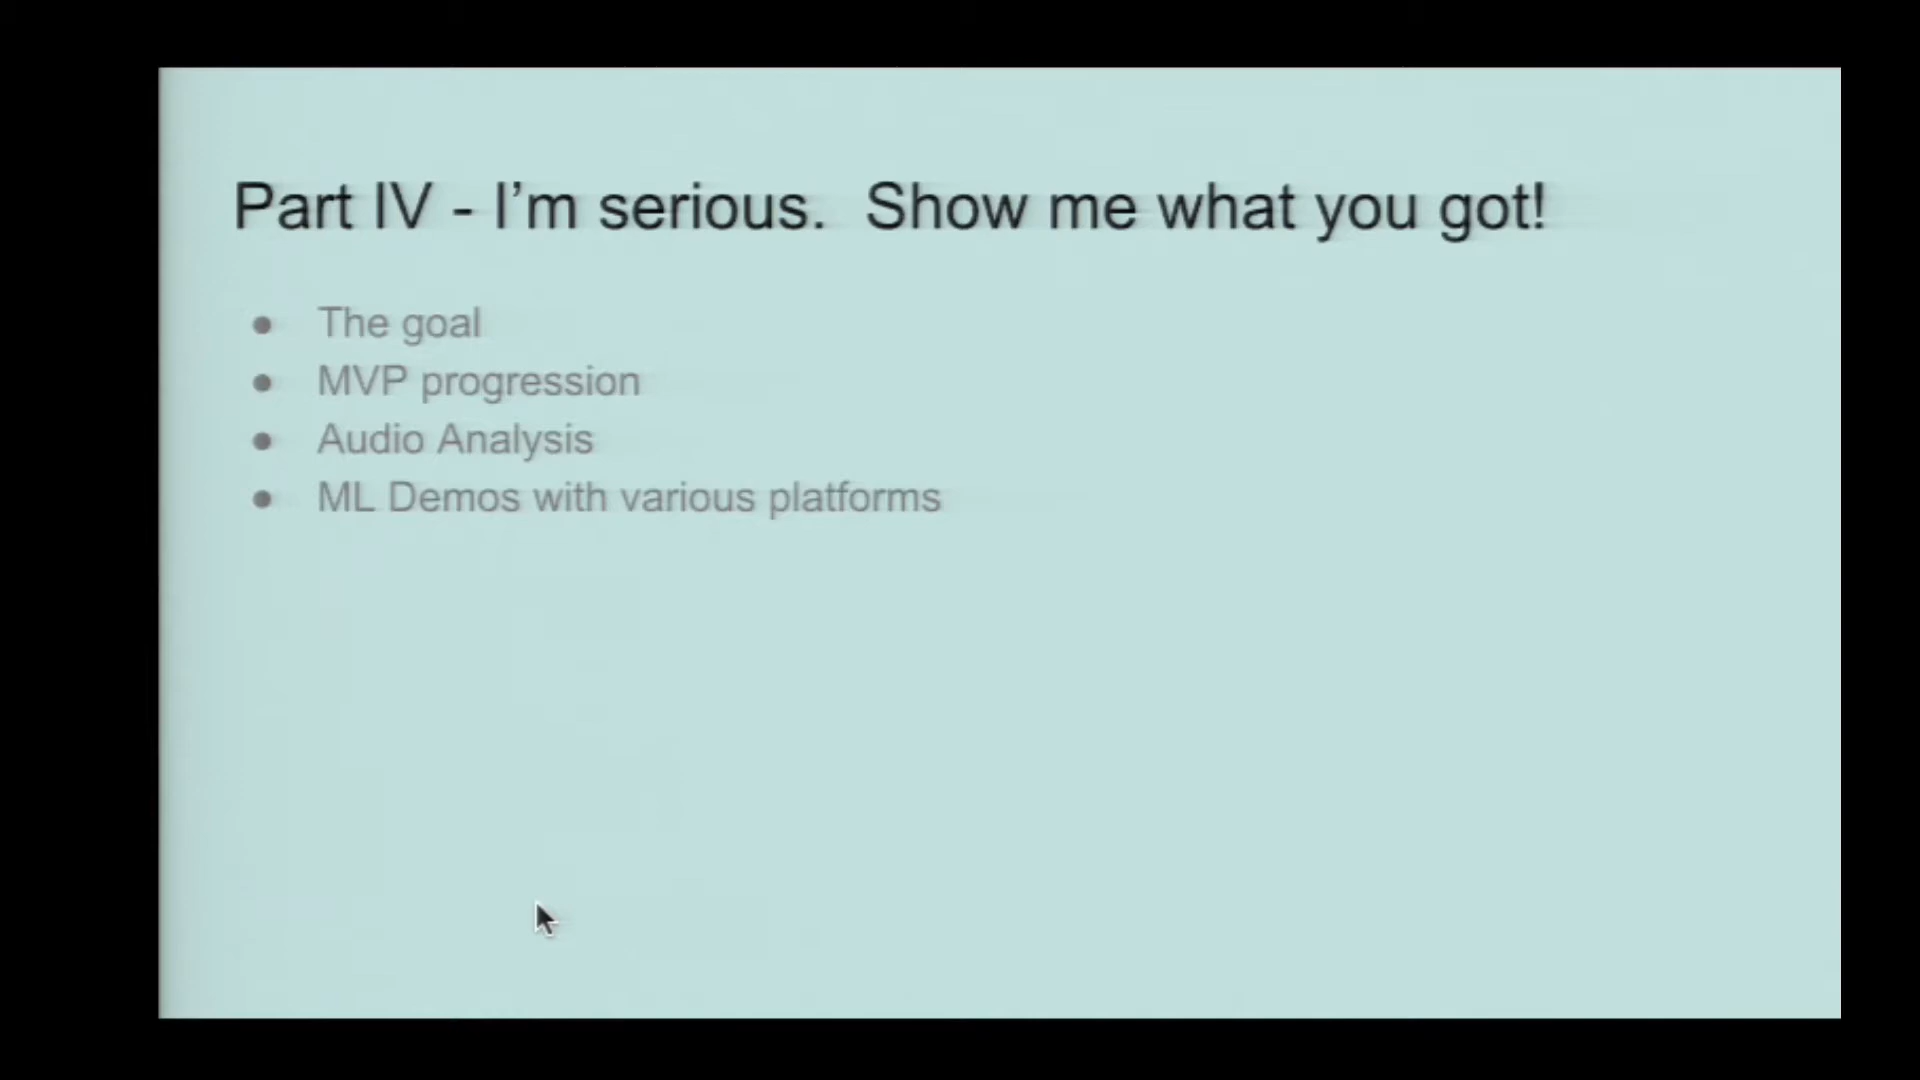 Part IV - I’m serious.  Show me what you got!
● The goal
● MVP progression
● Audio Analysis
● ML Demos with various platforms